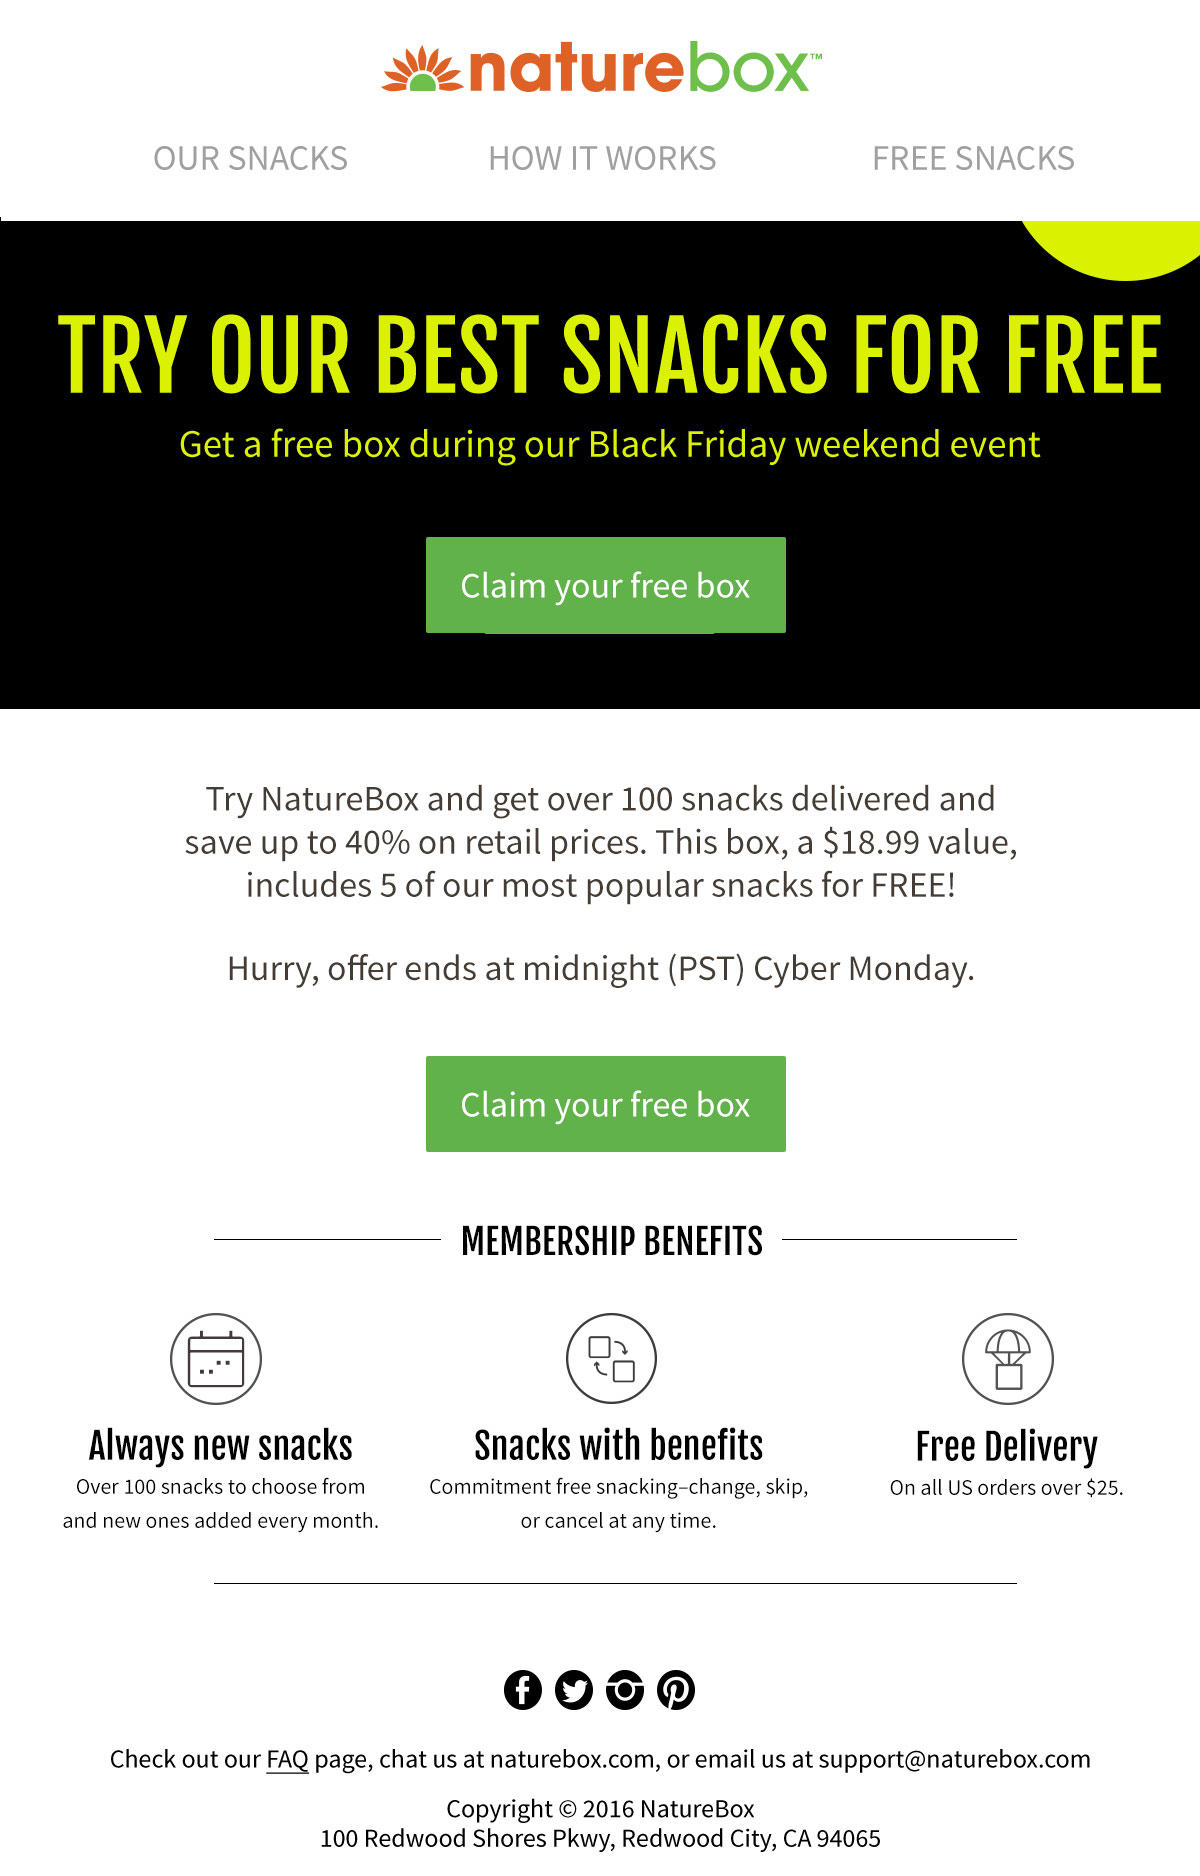 naturebox™
OUR SNACKS
HOW IT WORKS
FREE SNACKS
TRY OUR BEST SNACKS FOR FREE
Get a free box during our Black Friday weekend event
Claim your free box
Try NatureBox and get over 100 snacks delivered and
save up to 40% on retail prices. This box, a $18.99 value,
includes 5 of our most popular snacks for FREE!
Hurry, offer ends at midnight (PST) Cyber Monday.
Claim your free box
MEMBERSHIP BENEFITS
Always new snacks
Over 100 snacks to choose from
and new ones added every month.
Snacks with benefits
Commitment free snacking–change, skip,
or cancel at any time.
Free Delivery
On all US orders over $25.
Check out our FAQ page, chat us at naturebox.com, or email us at support@naturebox.com
Copyright © 2016 NatureBox
100 Redwood Shores Pkwy, Redwood City, CA 94065